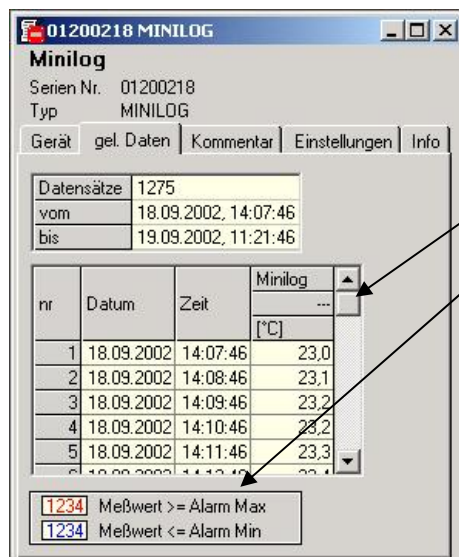 01200218 MINILOG
Minilog
Serien Nr. 01200218
Typ MINILOG
Gerät gel. Daten Kommentar Einstellungen Info
Datensätze 1275
vom 18.09.2002, 14:07:46
bis 19.09.2002, 11:21:46
nr Datum Zeit Minilog
---
[°C]
1 18.09.2002 14:07:46 23,0
2 18.09.2002 14:08:46 23,1
3 18.09.2002 14:09:46 23,2
4 18.09.2002 14:10:46 23,2
5 18.09.2002 14:11:46 23,3
1234 Meßwert >= Alarm Max
1234 Meßwert <= Alarm Min